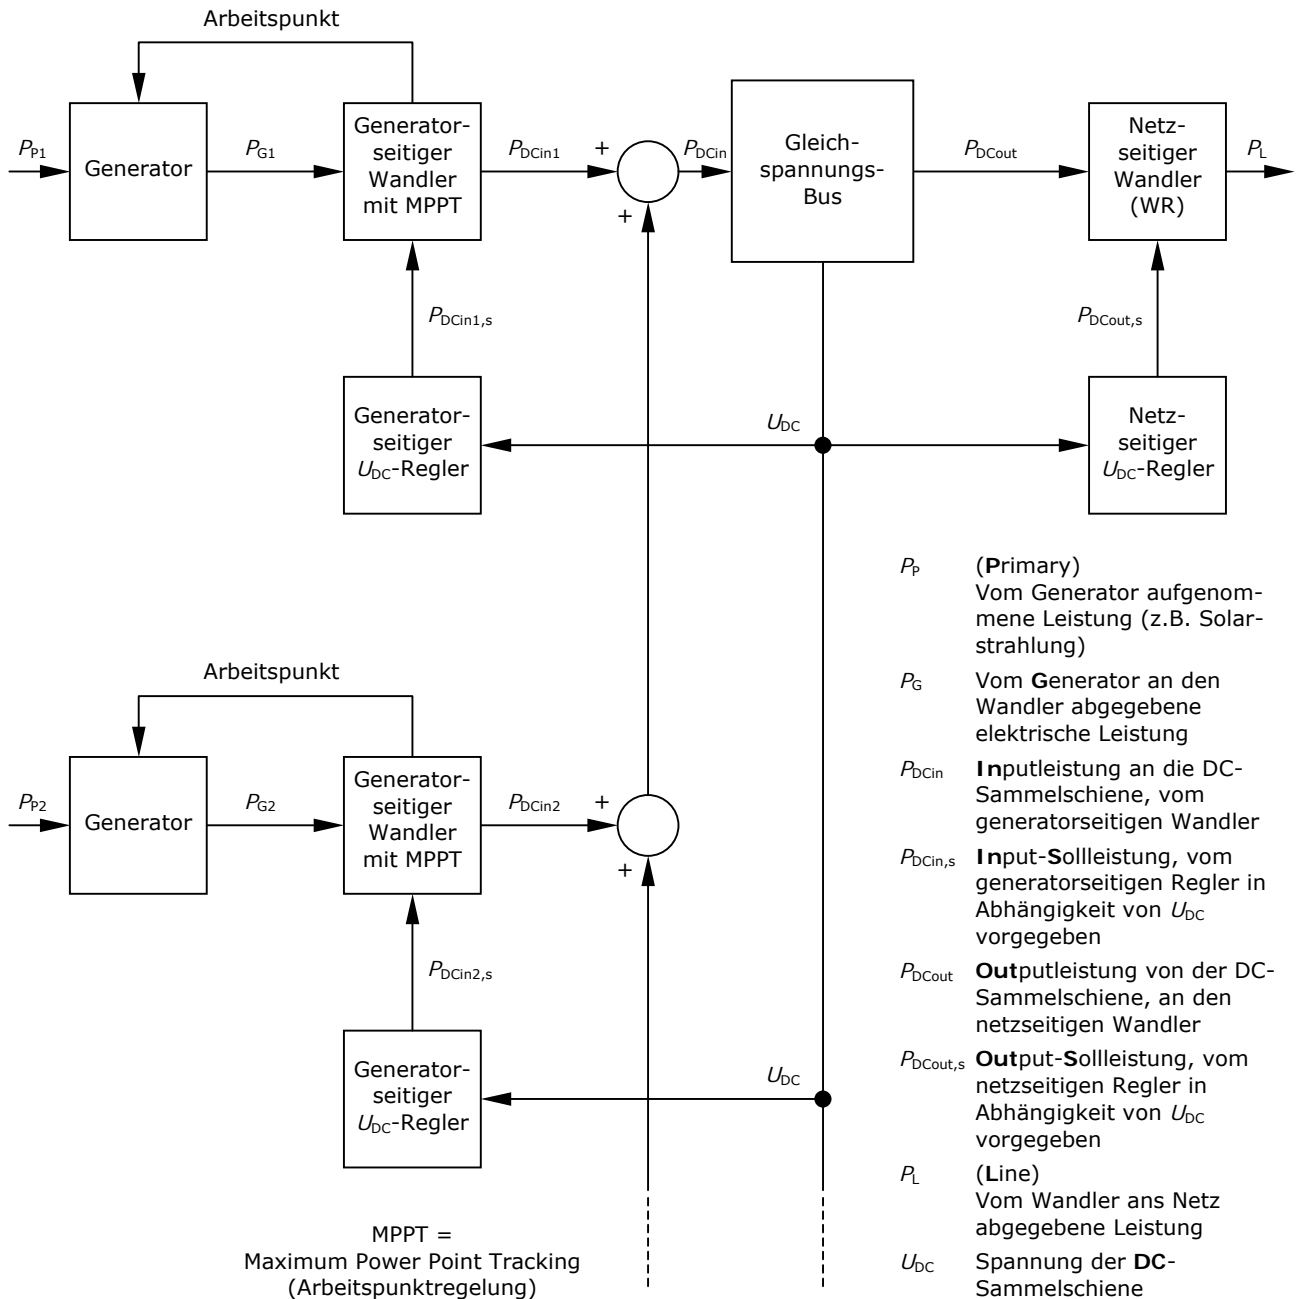 Arbeitspunkt
P_P1
Generator
P_G1
Generator-
seitiger
Wandler
mit MPPT
P_DCin1
+
+
P_DCin
Gleich-
spannungs-
Bus
P_DCout
Netz-
seitiger
Wandler
(WR)
P_L
P_DCin1,s
P_DCout,s
Generator-
seitiger
U_DC-Regler
U_DC
Netz-
seitiger
U_DC-Regler
Arbeitspunkt
P_P2
Generator
P_G2
Generator-
seitiger
Wandler
mit MPPT
P_DCin2
+
+
P_DCin2,s
Generator-
seitiger
U_DC-Regler
U_DC
MPPT =
Maximum Power Point Tracking
(Arbeitspunktregelung)
P_P (Primary)
Vom Generator aufgenom-
mene Leistung (z.B. Solar-
strahlung)
P_G Vom Generator an den
Wandler abgegebene
elektrische Leistung
P_DCin Inputleistung an die DC-
Sammelschiene, vom
generatorseitigen Wandler
P_DCin,s Input-Sollleistung, vom
generatorseitigen Regler in
Abhängigkeit von U_DC
vorgegeben
P_DCout Outputleistung von der DC-
Sammelschiene, an den
netzseitigen Wandler
P_DCout,s Output-Sollleistung, vom
netzseitigen Regler in
Abhängigkeit von U_DC
vorgegeben
P_L (Line)
Vom Wandler ans Netz
abgegebene Leistung
U_DC Spannung der DC-
Sammelschiene